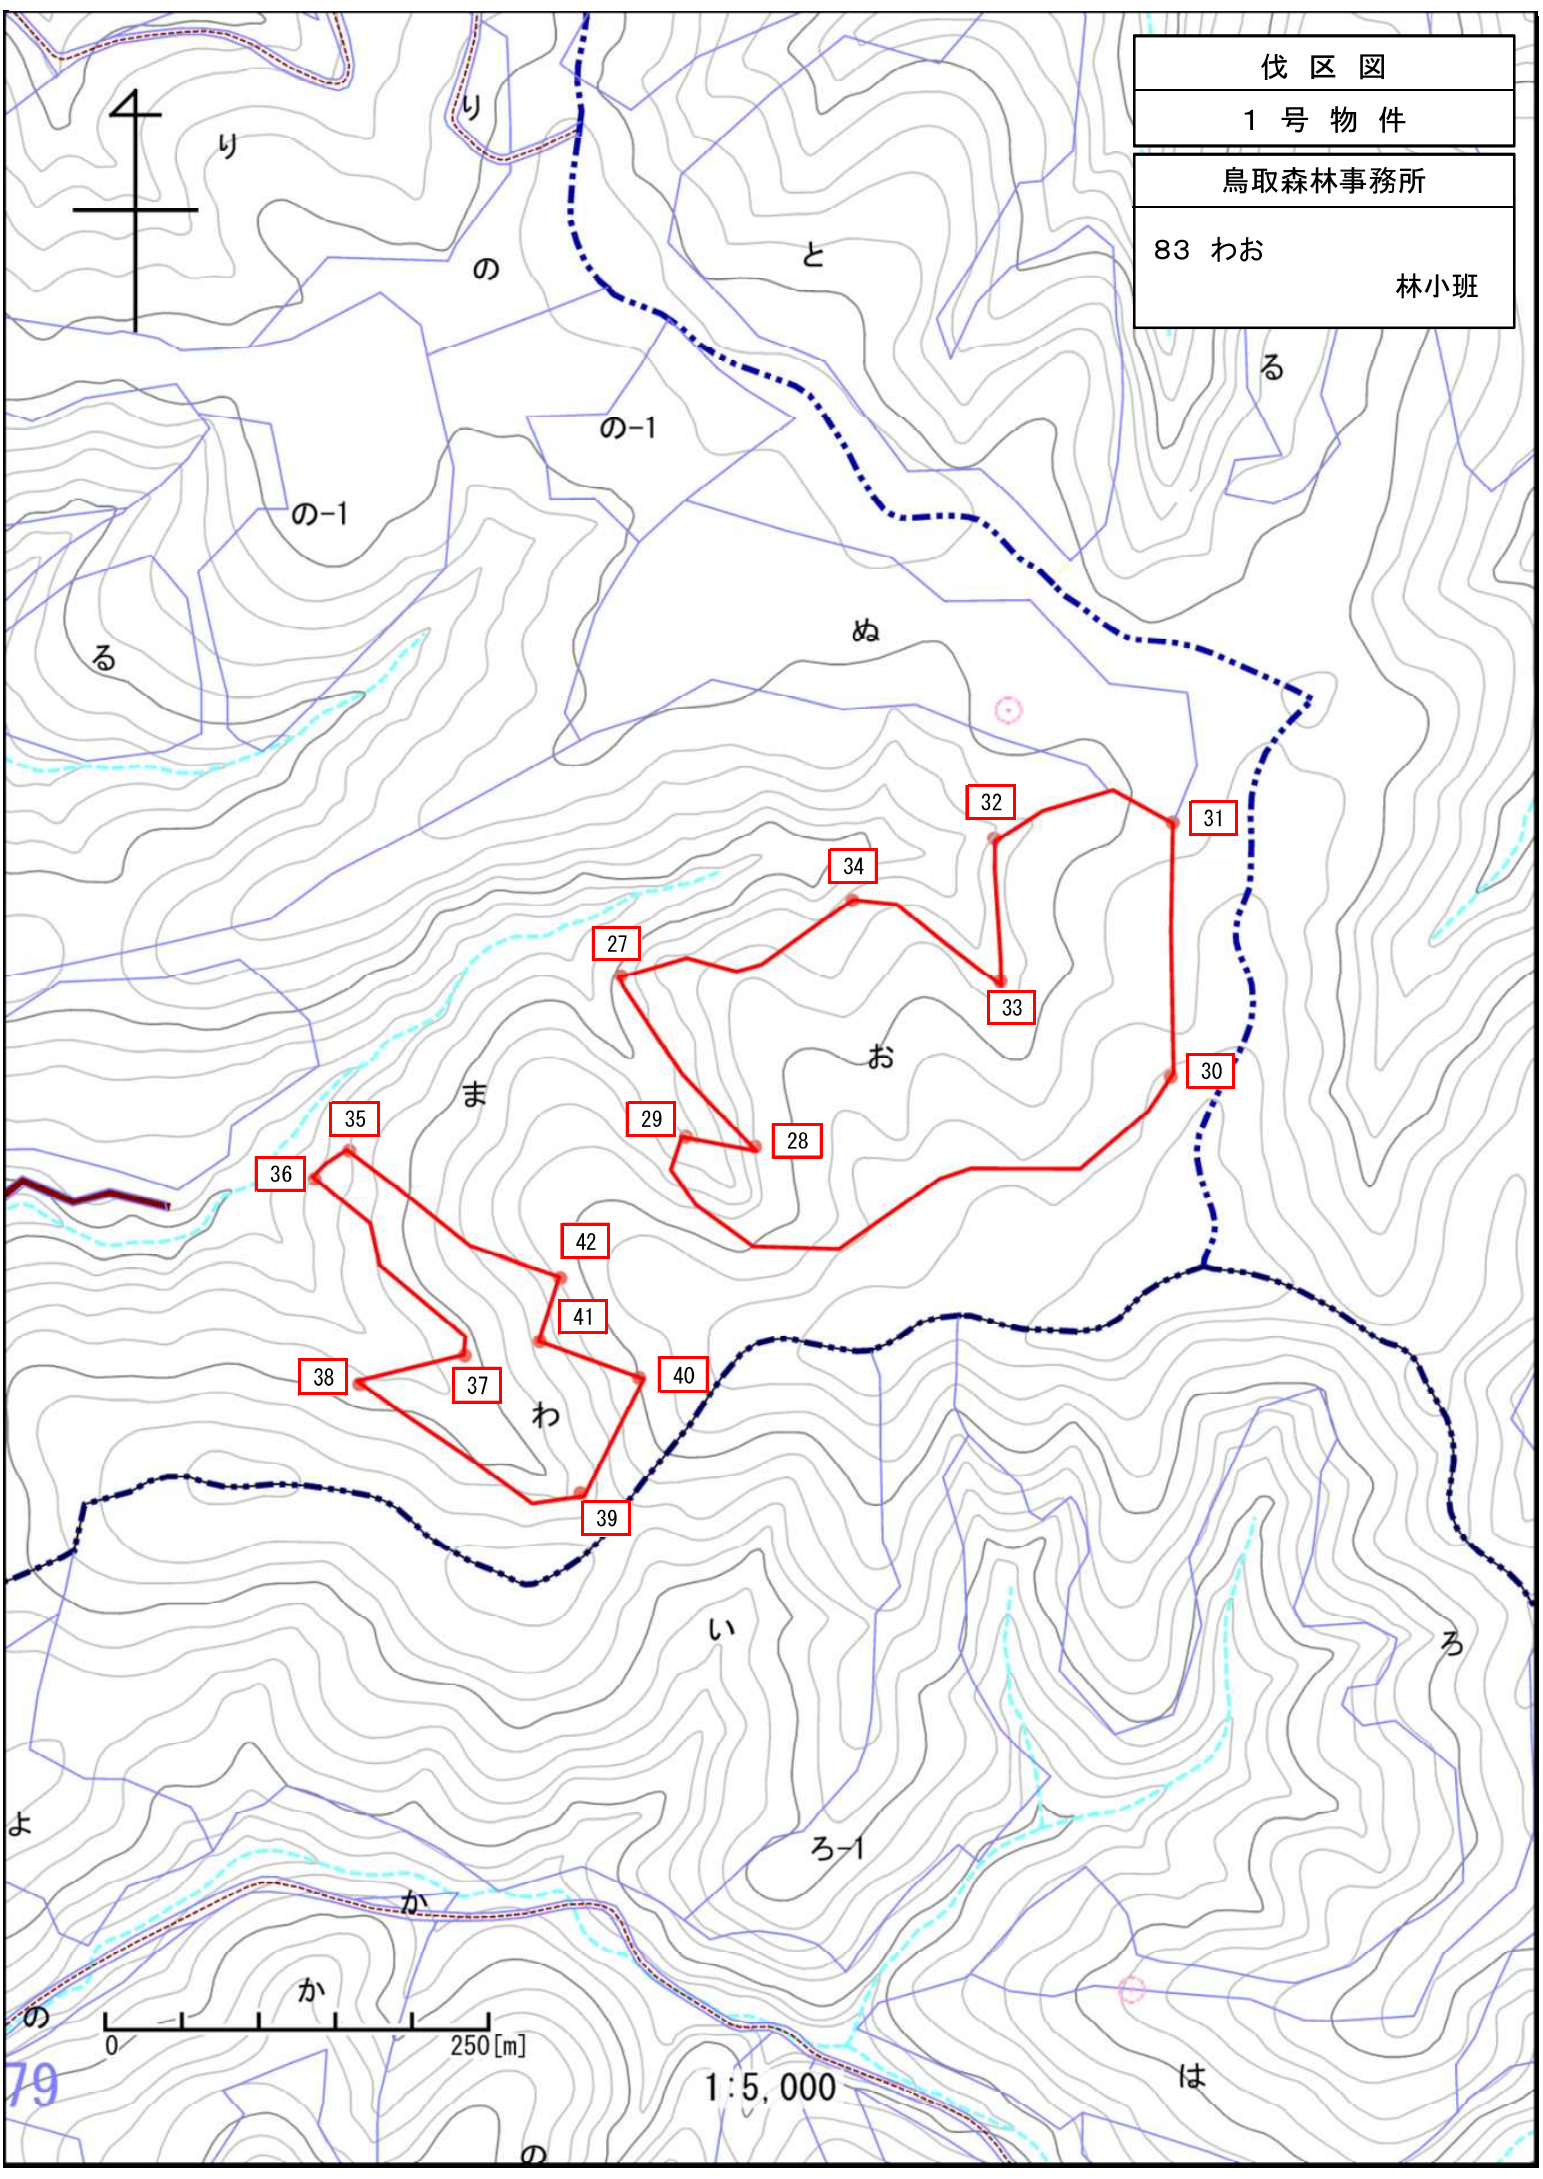 伐 区 図
1 号 物 件
鳥取森林事務所
83 わお
林小班
り
り
の
と
る
の-1
の-1
ぬ
る
32
31
34
27
33
お
30
ま
29
28
35
36
42
41
38
37
40
わ
39
い
ろ
よ
ろ-1
か
か
の
0
250[m]
79
1:5,000
は
の